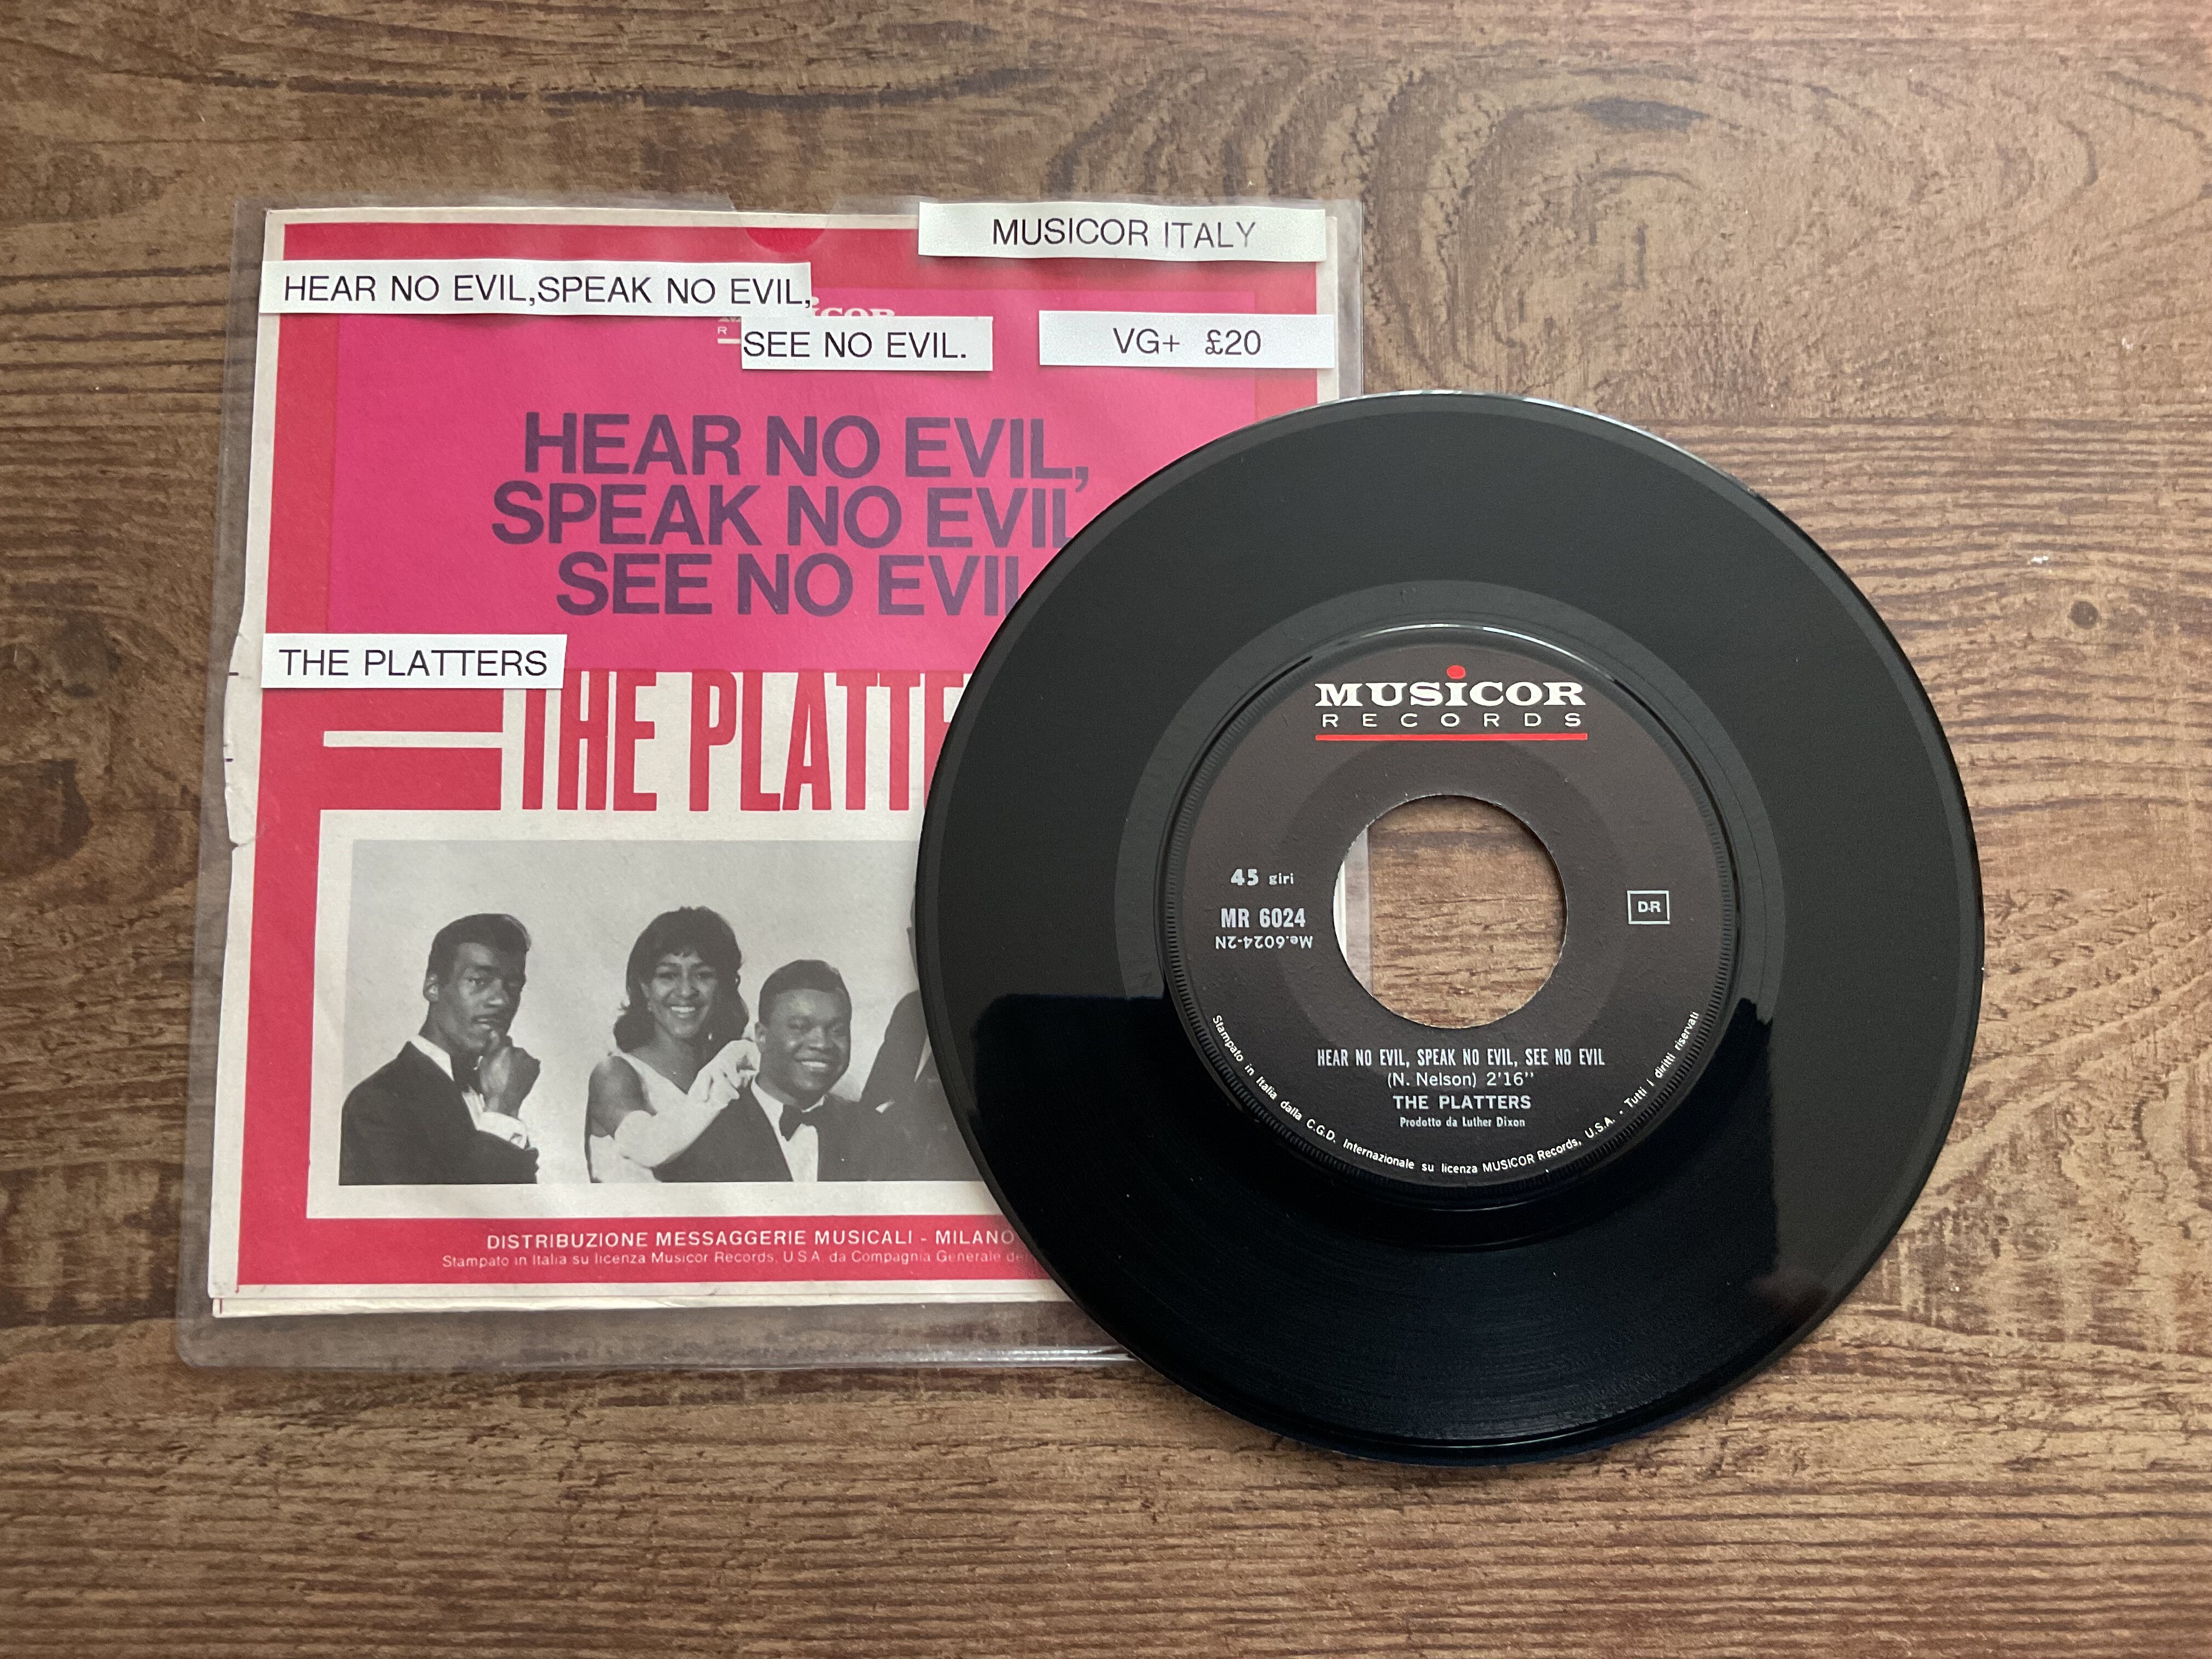 MUSICOR ITALY
HEAR NO EVIL,SPEAK NO EVIL,
SEE NO EVIL.
VG+ £20
HEAR NO EVIL,
SPEAK NO EVIL
SEE NO EVIL
THE PLATTERS
THE PLATTE
DISTRIBUZIONE MESSAGGERIE MUSICALI - MILANO
Stampato in Italia su licenza Musicor Records, U.S.A. da Compagnia Generale
MUSICOR
RECORDS
45 giri
MR 6024
Me.6024-2N
DR
HEAR NO EVIL, SPEAK NO EVIL, SEE NO EVIL
(N. Nelson) 2'16''
THE PLATTERS
Prodotto da Luther Dixon
Stampato in Italia dalla C.G.D. Internazionale su licenza MUSICOR Records, U.S.A. - Tutti i diritti riservati